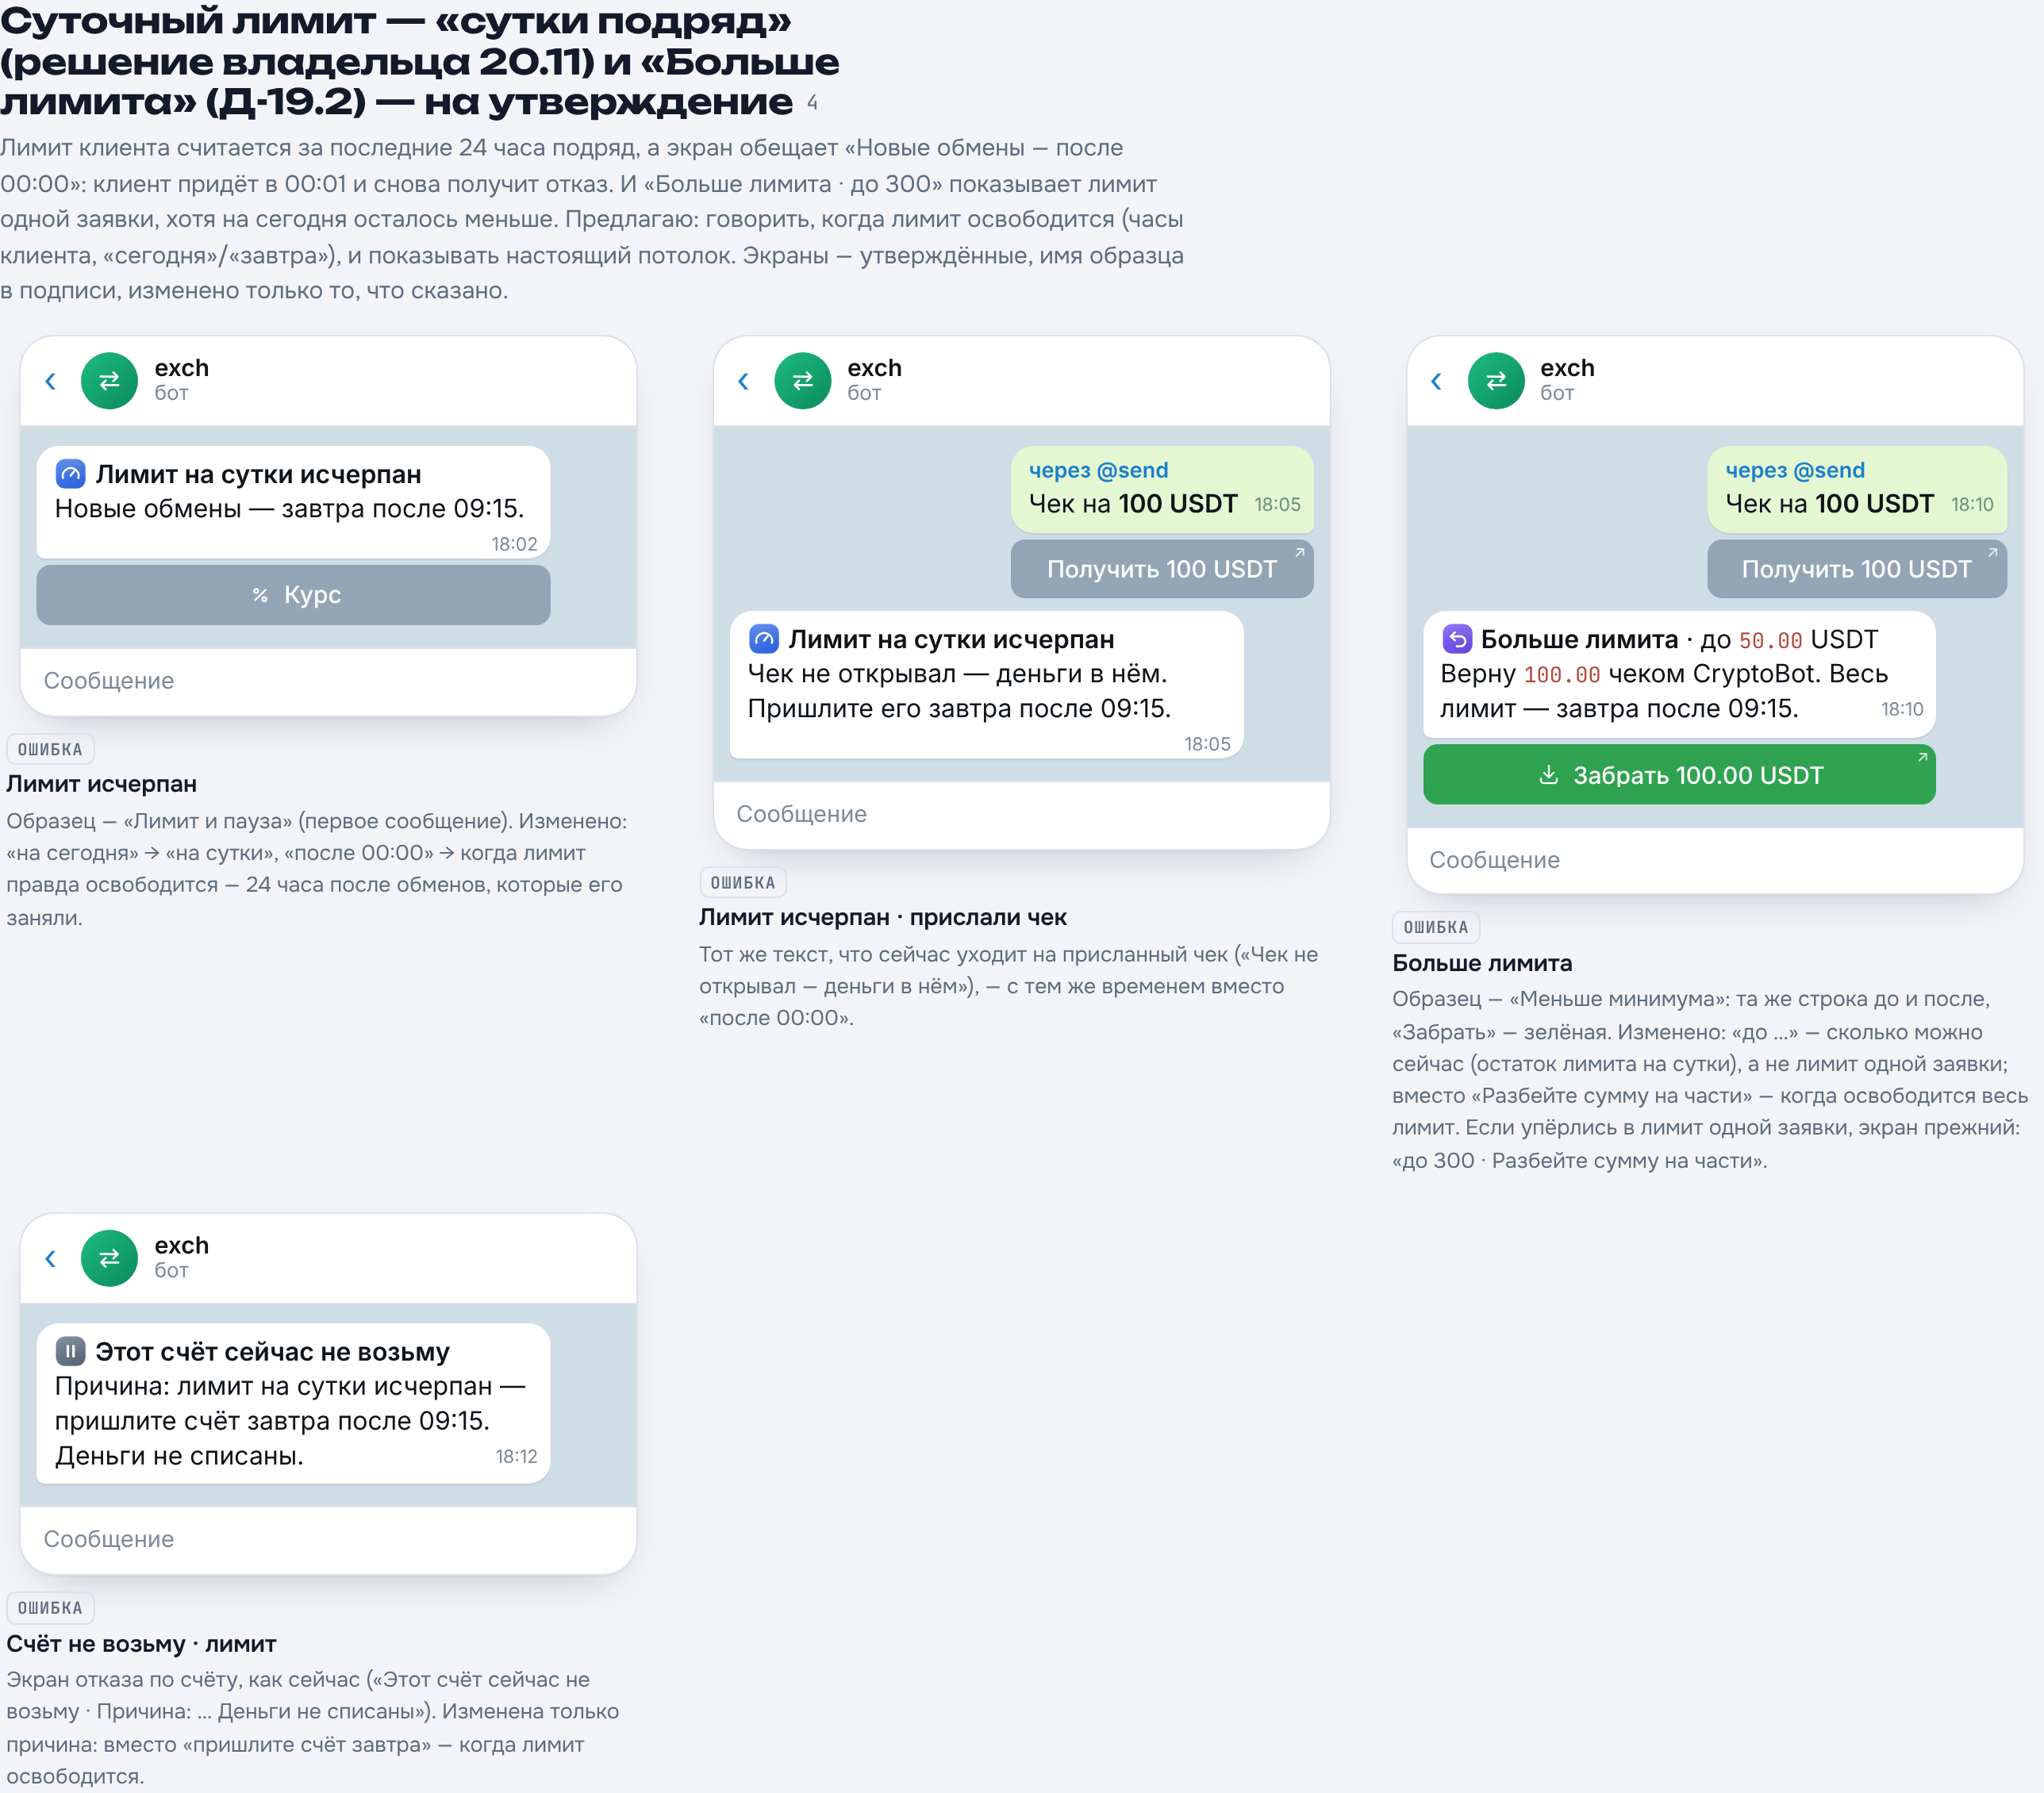 Суточный лимит — «сутки подряд»
(решение владельца 20.11) и «Больше
лимита» (Д-19.2) — на утверждение 4
Лимит клиента считается за последние 24 часа подряд, а экран обещает «Новые обмены — после
00:00»: клиент придёт в 00:01 и снова получит отказ. И «Больше лимита · до 300» показывает лимит
одной заявки, хотя на сегодня осталось меньше. Предлагаю: говорить, когда лимит освободится (часы
клиента, «сегодня»/«завтра»), и показывать настоящий потолок. Экраны — утверждённые, имя образца
в подписи, изменено только то, что сказано.
exch
бот
Лимит на сутки исчерпан
Новые обмены — завтра после 09:15.
18:02
% Курс
Сообщение
ОШИБКА
Лимит исчерпан
Образец — «Лимит и пауза» (первое сообщение). Изменено:
«на сегодня» → «на сутки», «после 00:00» → когда лимит
правда освободится — 24 часа после обменов, которые его
заняли.
exch
бот
через @send
Чек на 100 USDT 18:05
Получить 100 USDT
Лимит на сутки исчерпан
Чек не открывал — деньги в нём.
Пришлите его завтра после 09:15.
18:05
Сообщение
ОШИБКА
Лимит исчерпан · прислали чек
Тот же текст, что сейчас уходит на присланный чек («Чек не
открывал — деньги в нём»), — с тем же временем вместо
«после 00:00».
exch
бот
через @send
Чек на 100 USDT 18:10
Получить 100 USDT
Больше лимита · до 50.00 USDT
Верну 100.00 чеком CryptoBot. Весь
лимит — завтра после 09:15. 18:10
Забрать 100.00 USDT
Сообщение
ОШИБКА
Больше лимита
Образец — «Меньше минимума»: та же строка до и после,
«Забрать» — зелёная. Изменено: «до …» — сколько можно
сейчас (остаток лимита на сутки), а не лимит одной заявки;
вместо «Разбейте сумму на части» — когда освободится весь
лимит. Если упёрлись в лимит одной заявки, экран прежний:
«до 300 · Разбейте сумму на части».
exch
бот
Этот счёт сейчас не возьму
Причина: лимит на сутки исчерпан —
пришлите счёт завтра после 09:15.
Деньги не списаны. 18:12
Сообщение
ОШИБКА
Счёт не возьму · лимит
Экран отказа по счёту, как сейчас («Этот счёт сейчас не
возьму · Причина: … Деньги не списаны»). Изменена только
причина: вместо «пришлите счёт завтра» — когда лимит
освободится.